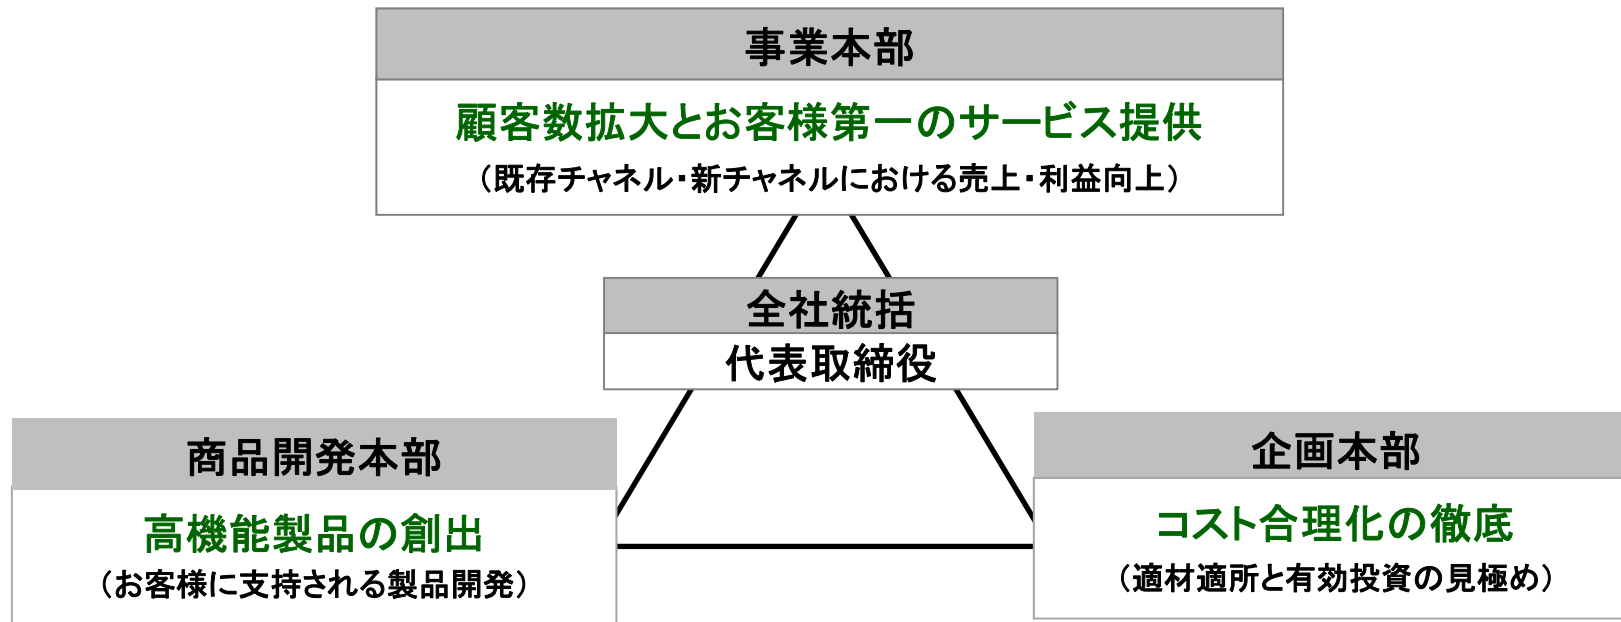 事業本部
顧客数拡大とお客様第一のサービス提供
（既存チャネル・新チャネルにおける売上・利益向上）
全社統括
代表取締役
商品開発本部
高機能製品の創出
（お客様に支持される製品開発）
企画本部
コスト合理化の徹底
（適材適所と有効投資の見極め）